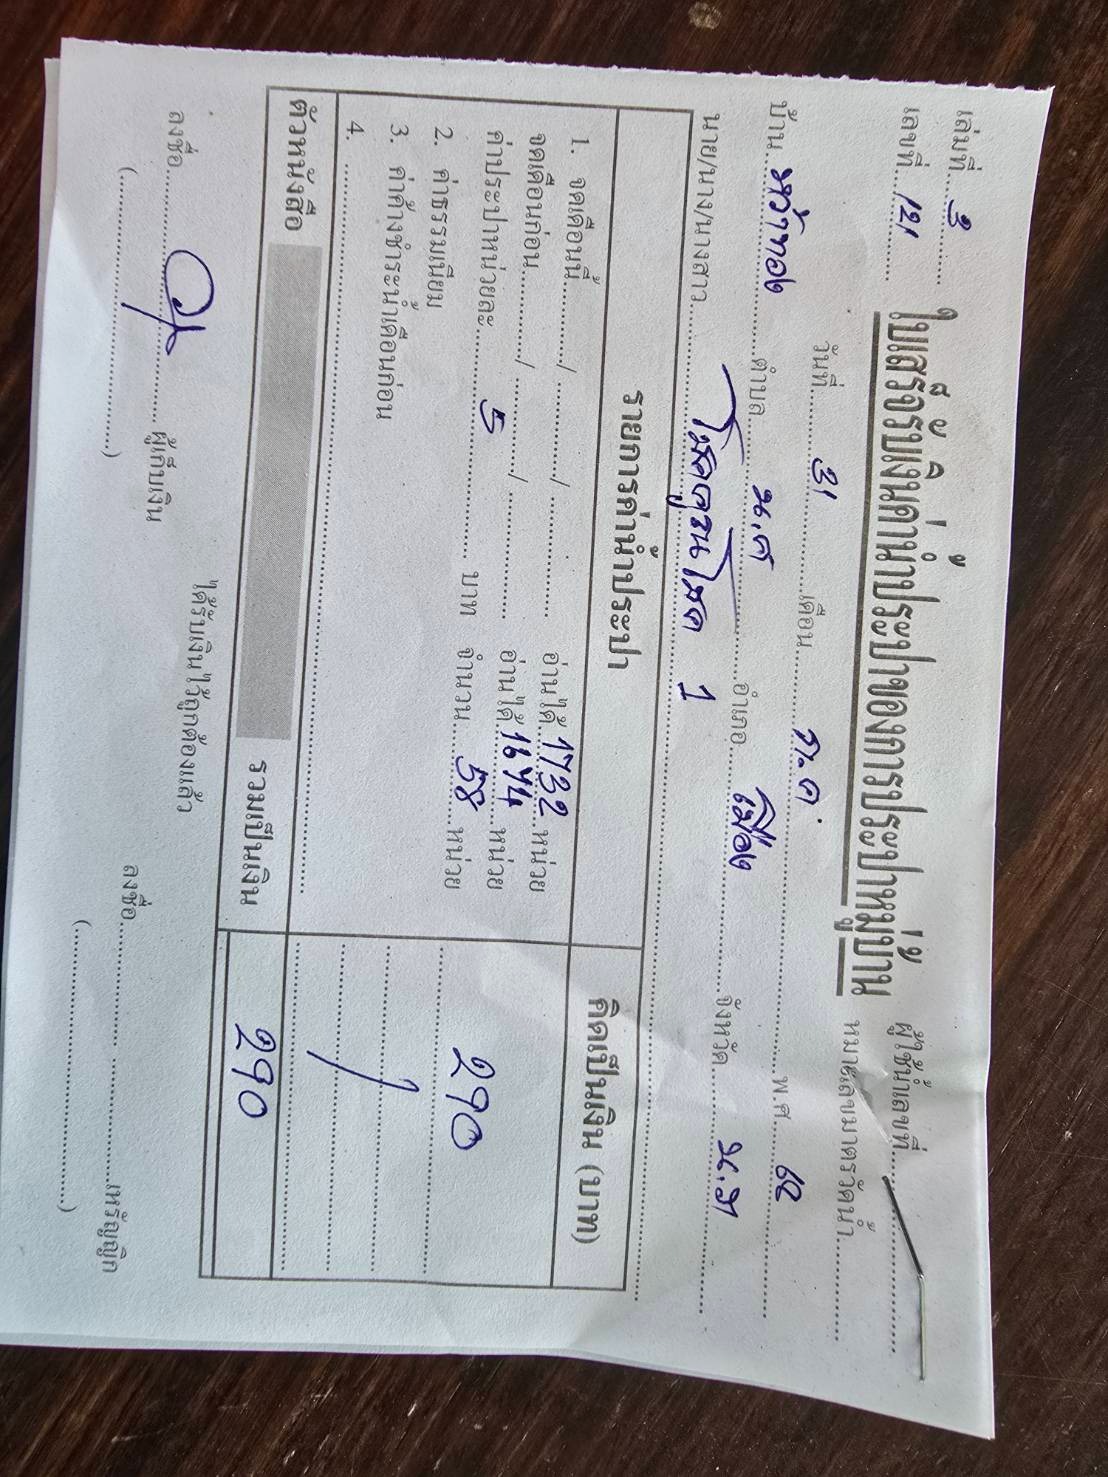 เล่มที่ 3 ผู้ใช้น้ำเลขที่
เลขที่ 121 ใบเสร็จรับเงินค่าน้ำประปาของการประปาหมู่บ้าน หมายเลขมาตรวัดน้ำ
วันที่ 31 เดือน ก.ค. พ.ศ. 62
บ้าน หว้าทอง ตำบล น.ค อำเภอ เมือง จังหวัด
นาย/นาง/นางสาว 1
รายการค่าน้ำประปา คิดเป็นเงิน (บาท)
1. จดเดือนนี้ / / อ่านได้ 1732 หน่วย
จดเดือนก่อน / / อ่านได้ 1674 หน่วย
ค่าประปาหน่วยละ 5 บาท จำนวน 58 หน่วย 290
2. ค่าธรรมเนียม
3. ค่าค้างชำระน้ำเดือนก่อน
4.
ตัวหนังสือ รวมเป็นเงิน 290
ได้รับเงินไว้ถูกต้องแล้ว
ลงชื่อ ผู้เก็บเงิน ลงชื่อ เหรัญญิก
( ) ( )